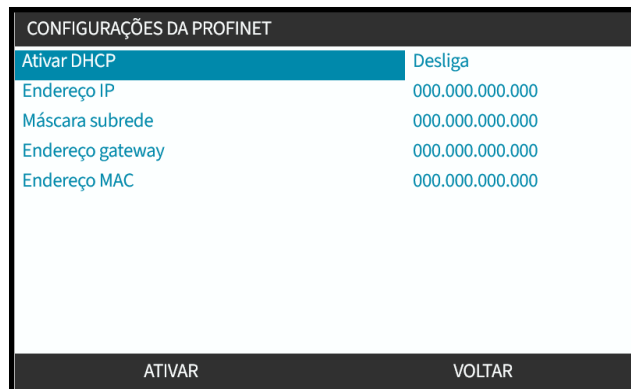 CONFIGURAÇÕES DA PROFINET
Ativar DHCP Desliga
Endereço IP 000.000.000.000
Máscara subrede 000.000.000.000
Endereço gateway 000.000.000.000
Endereço MAC 000.000.000.000
ATIVAR VOLTAR